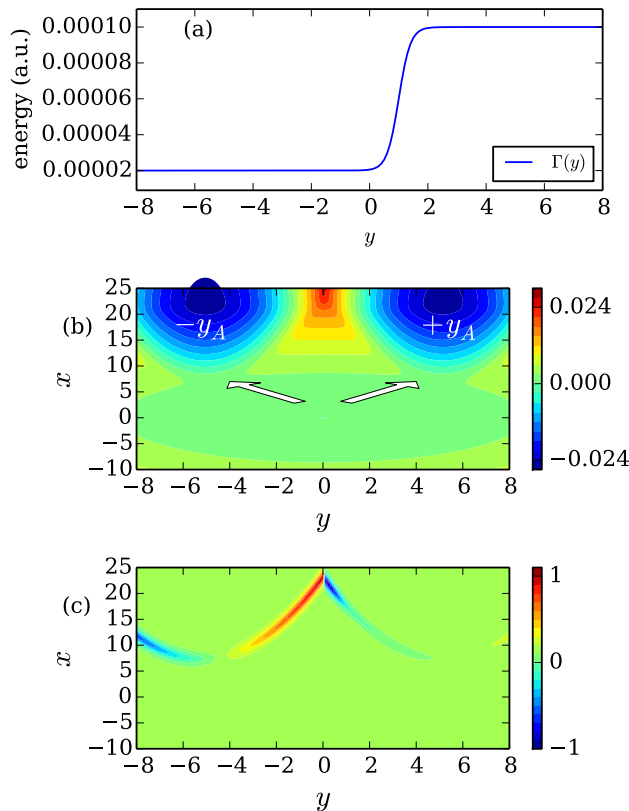 (a)
energy (a.u.)
0.00010
0.00008
0.00006
0.00004
0.00002
Γ(y)
−8 −6 −4 −2 0 2 4 6 8
y
(b)
x
25
20
15
10
5
0
−5
−10
−y_A
+y_A
0.024
0.000
−0.024
−8 −6 −4 −2 0 2 4 6 8
y
(c)
x
25
20
15
10
5
0
−5
−10
1
0
−1
−8 −6 −4 −2 0 2 4 6 8
y